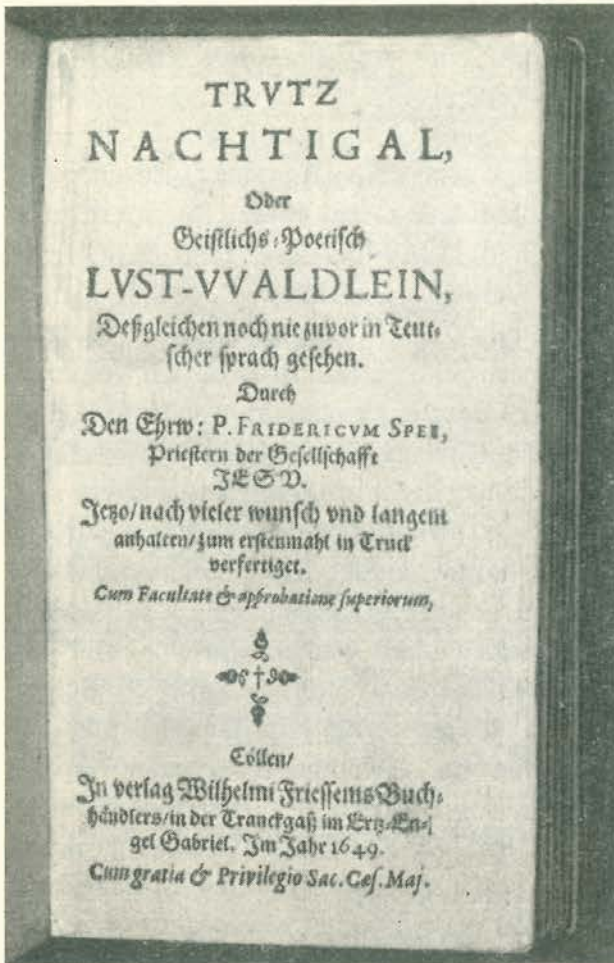 TRVTZ
NACHTIGAL,
Oder
Geistlichs-Poetisch
LVST-VVALDLEIN,
Deßgleichen noch nie zuvor in Teut-
scher sprach gesehen.
Durch
Den Ehrw: P. FRIDERICVM SPEE,
Priestern der Gesellschafft
JESV.
Jetzo/ nach vieler wunsch vnd langem
anhalten/ zum erstenmahl in Truck
verfertiget.
Cum Facultate & approbatione superiorum,
Cöllen/
In verlag Wilhelmi Friessems Buch-
händlers/ in der Tranckgaß im Ertz-En-
gel Gabriel. Im Jahr 1649.
Cum gratia & Privilegio Sac. Cæs. Maj.